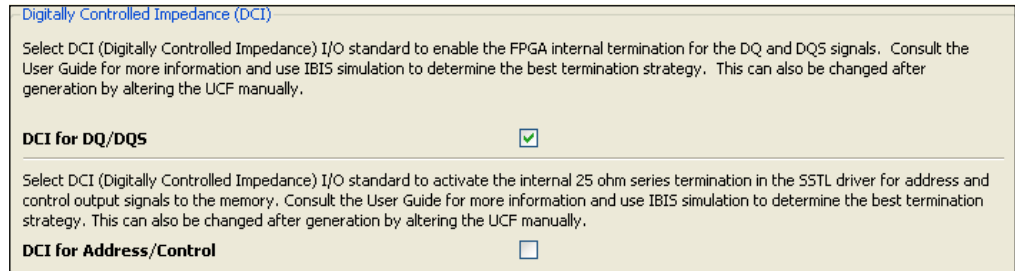 Digitally Controlled Impedance (DCI)
Select DCI (Digitally Controlled Impedance) I/O standard to enable the FPGA internal termination for the DQ and DQS signals. Consult the
User Guide for more information and use IBIS simulation to determine the best termination strategy. This can also be changed after
generation by altering the UCF manually.
DCI for DQ/DQS
Select DCI (Digitally Controlled Impedance) I/O standard to activate the internal 25 ohm series termination in the SSTL driver for address and
control output signals to the memory. Consult the User Guide for more information and use IBIS simulation to determine the best termination
strategy. This can also be changed after generation by altering the UCF manually.
DCI for Address/Control